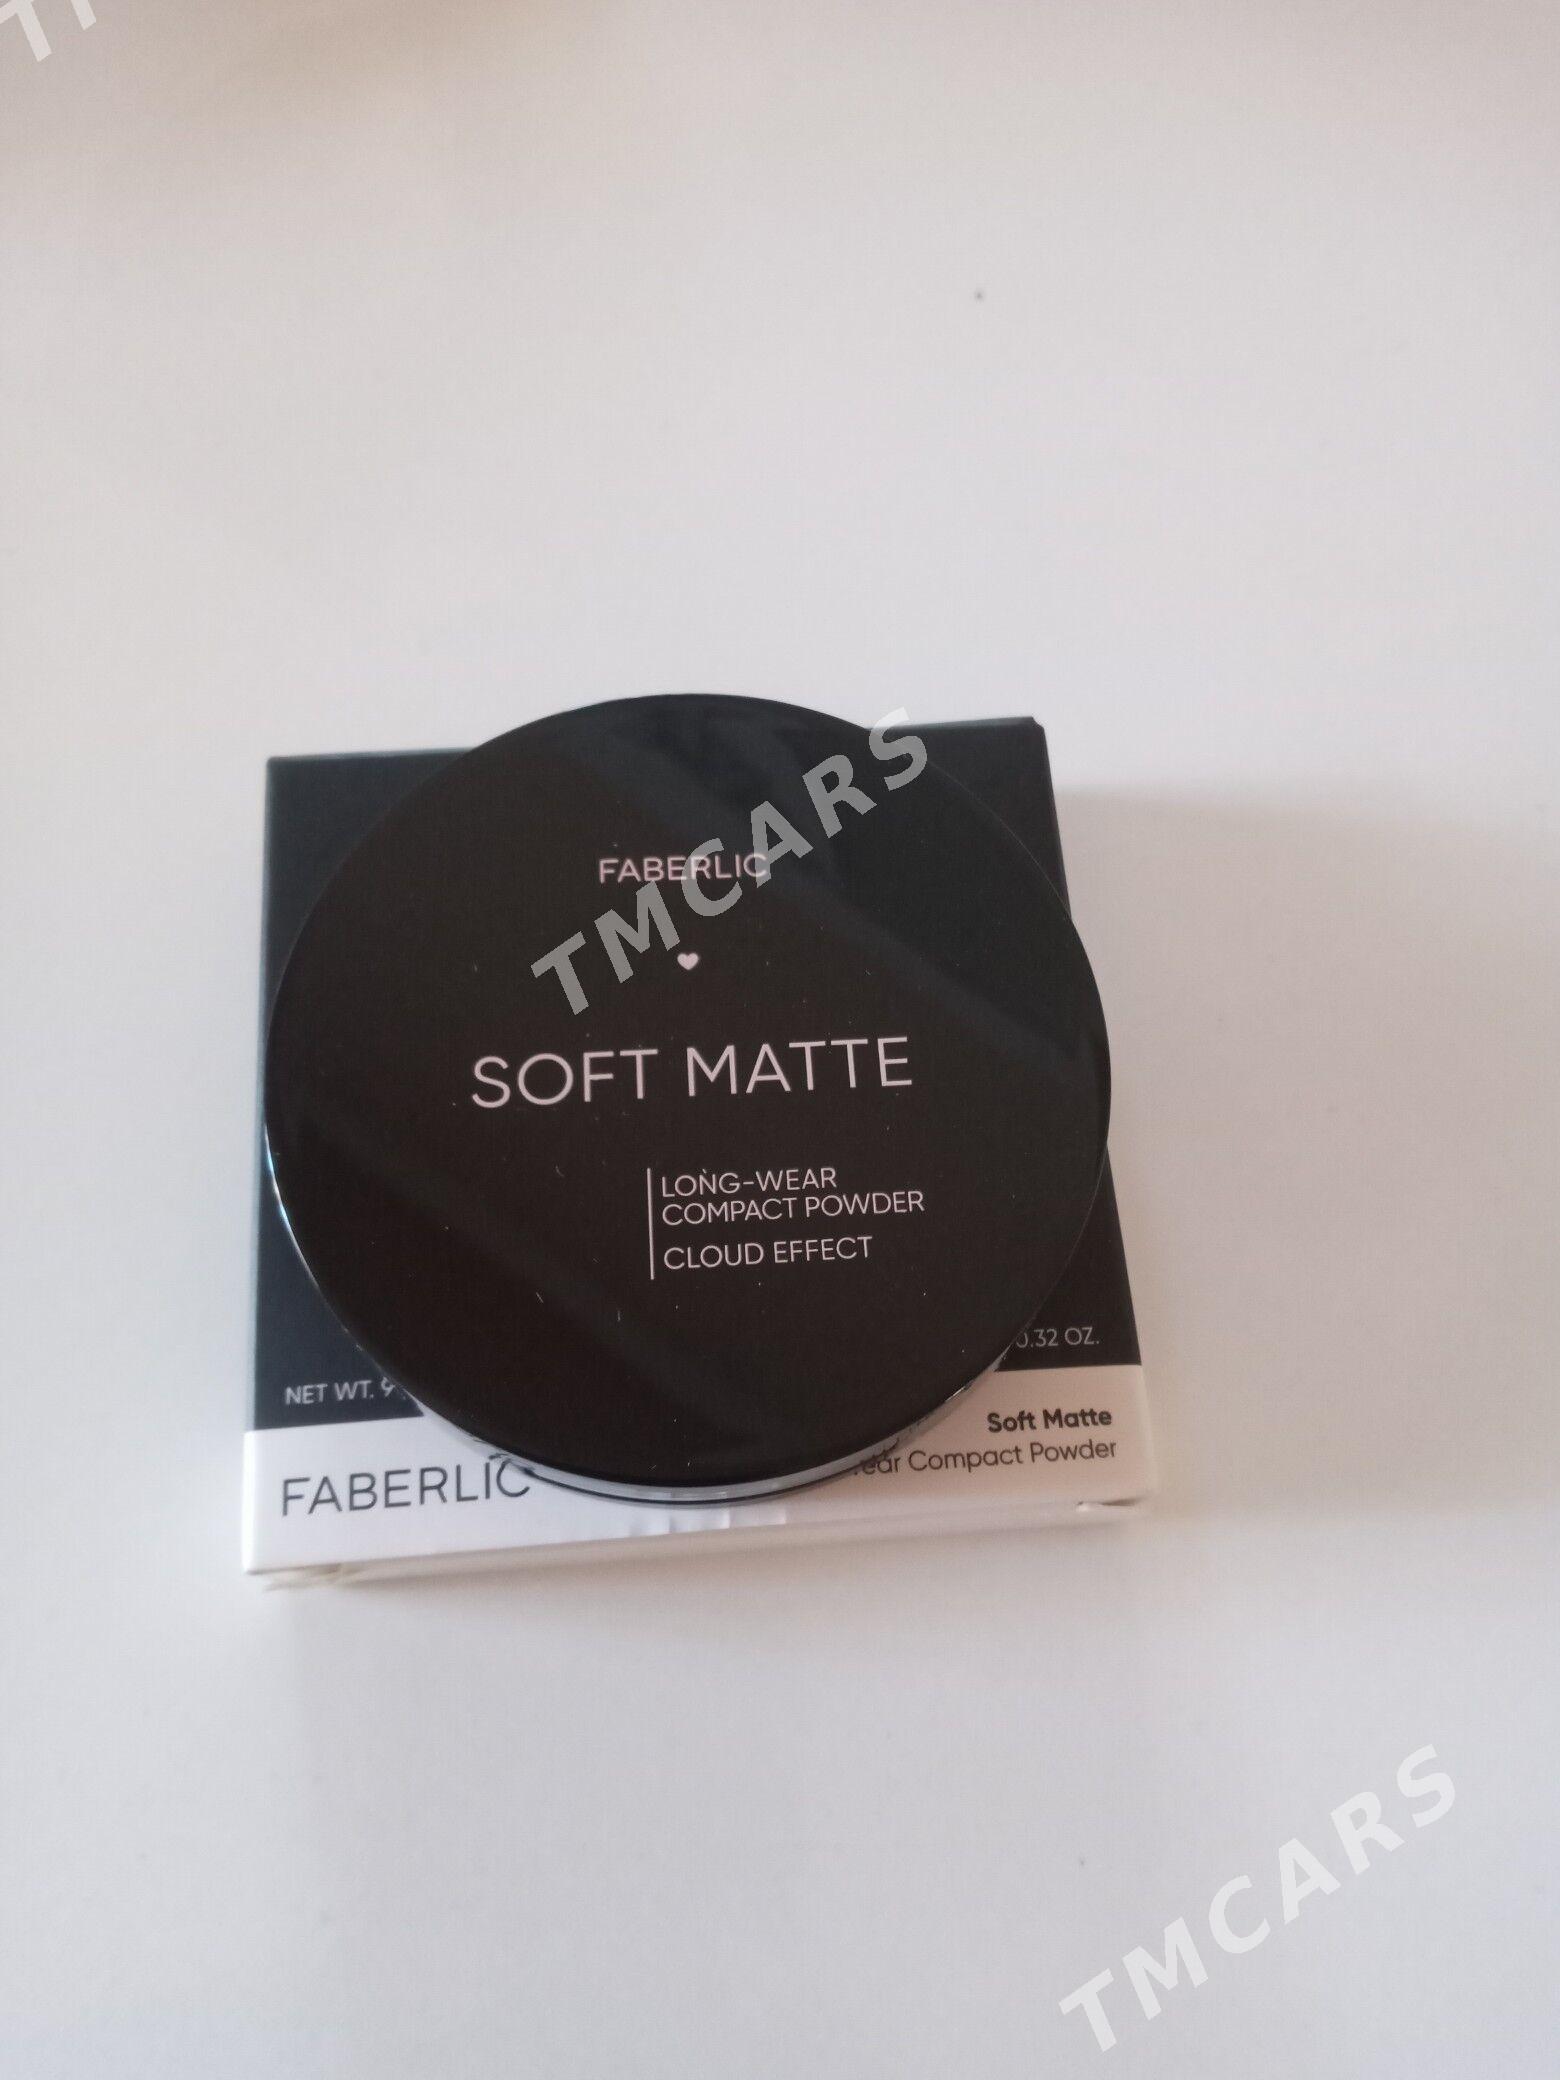 FABERLIC
SOFT MATTE
LONG-WEAR
COMPACT POWDER
CLOUD EFFECT
0.32 OZ.
NET WT. 9
Soft Matte
Compact Powder
FABERLIC
TMCARS
TMCARS